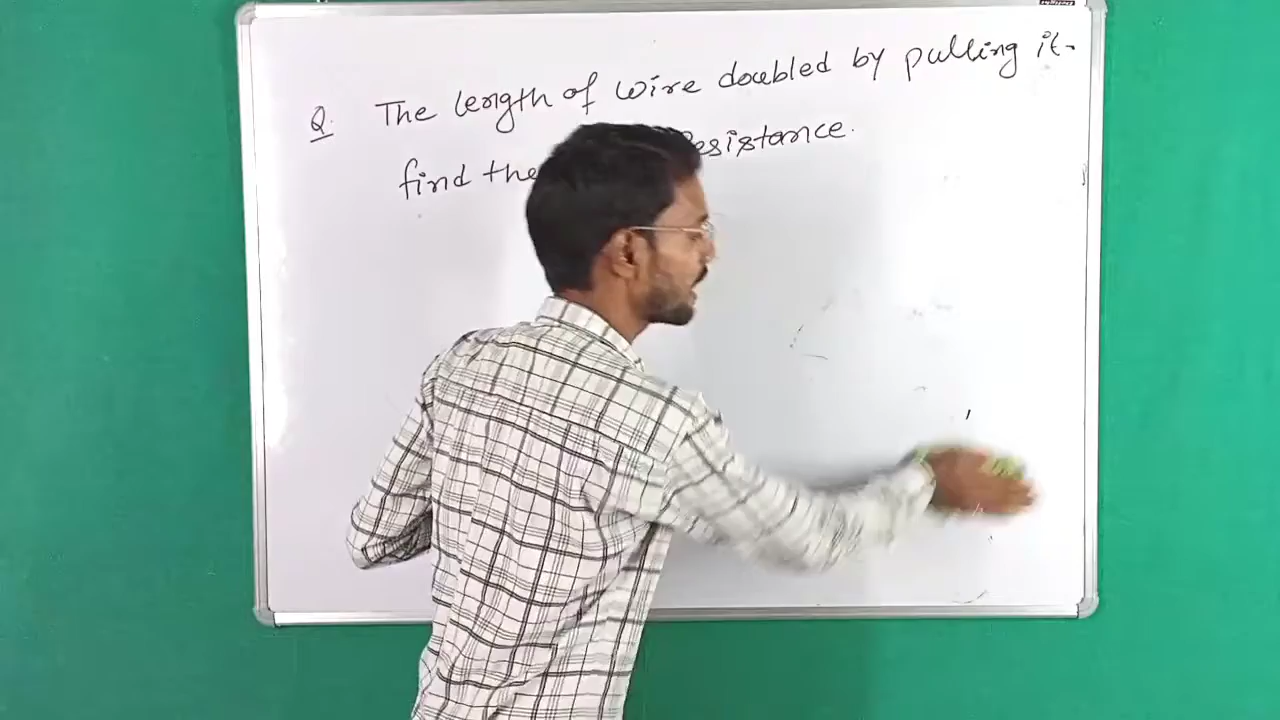 Q. The length of wire doubled by pulling it.
find the resistance.